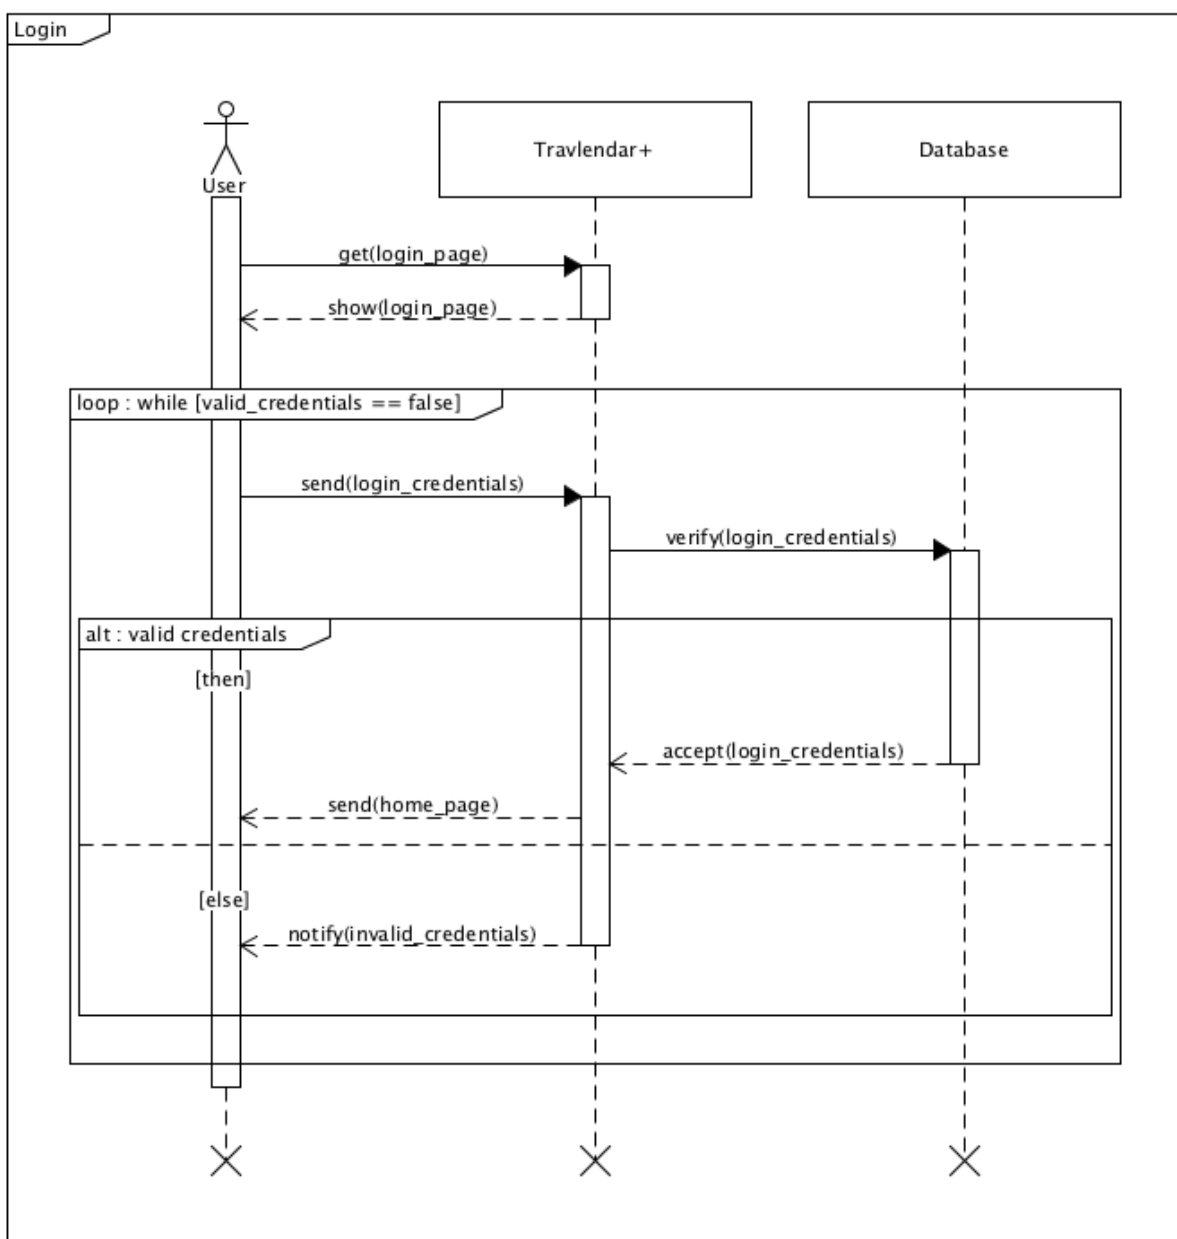 Login
User
Travlendar+
Database
get(login_page)
show(login_page)
loop : while [valid_credentials == false]
send(login_credentials)
verify(login_credentials)
alt : valid credentials
[then]
accept(login_credentials)
send(home_page)
[else]
notify(invalid_credentials)